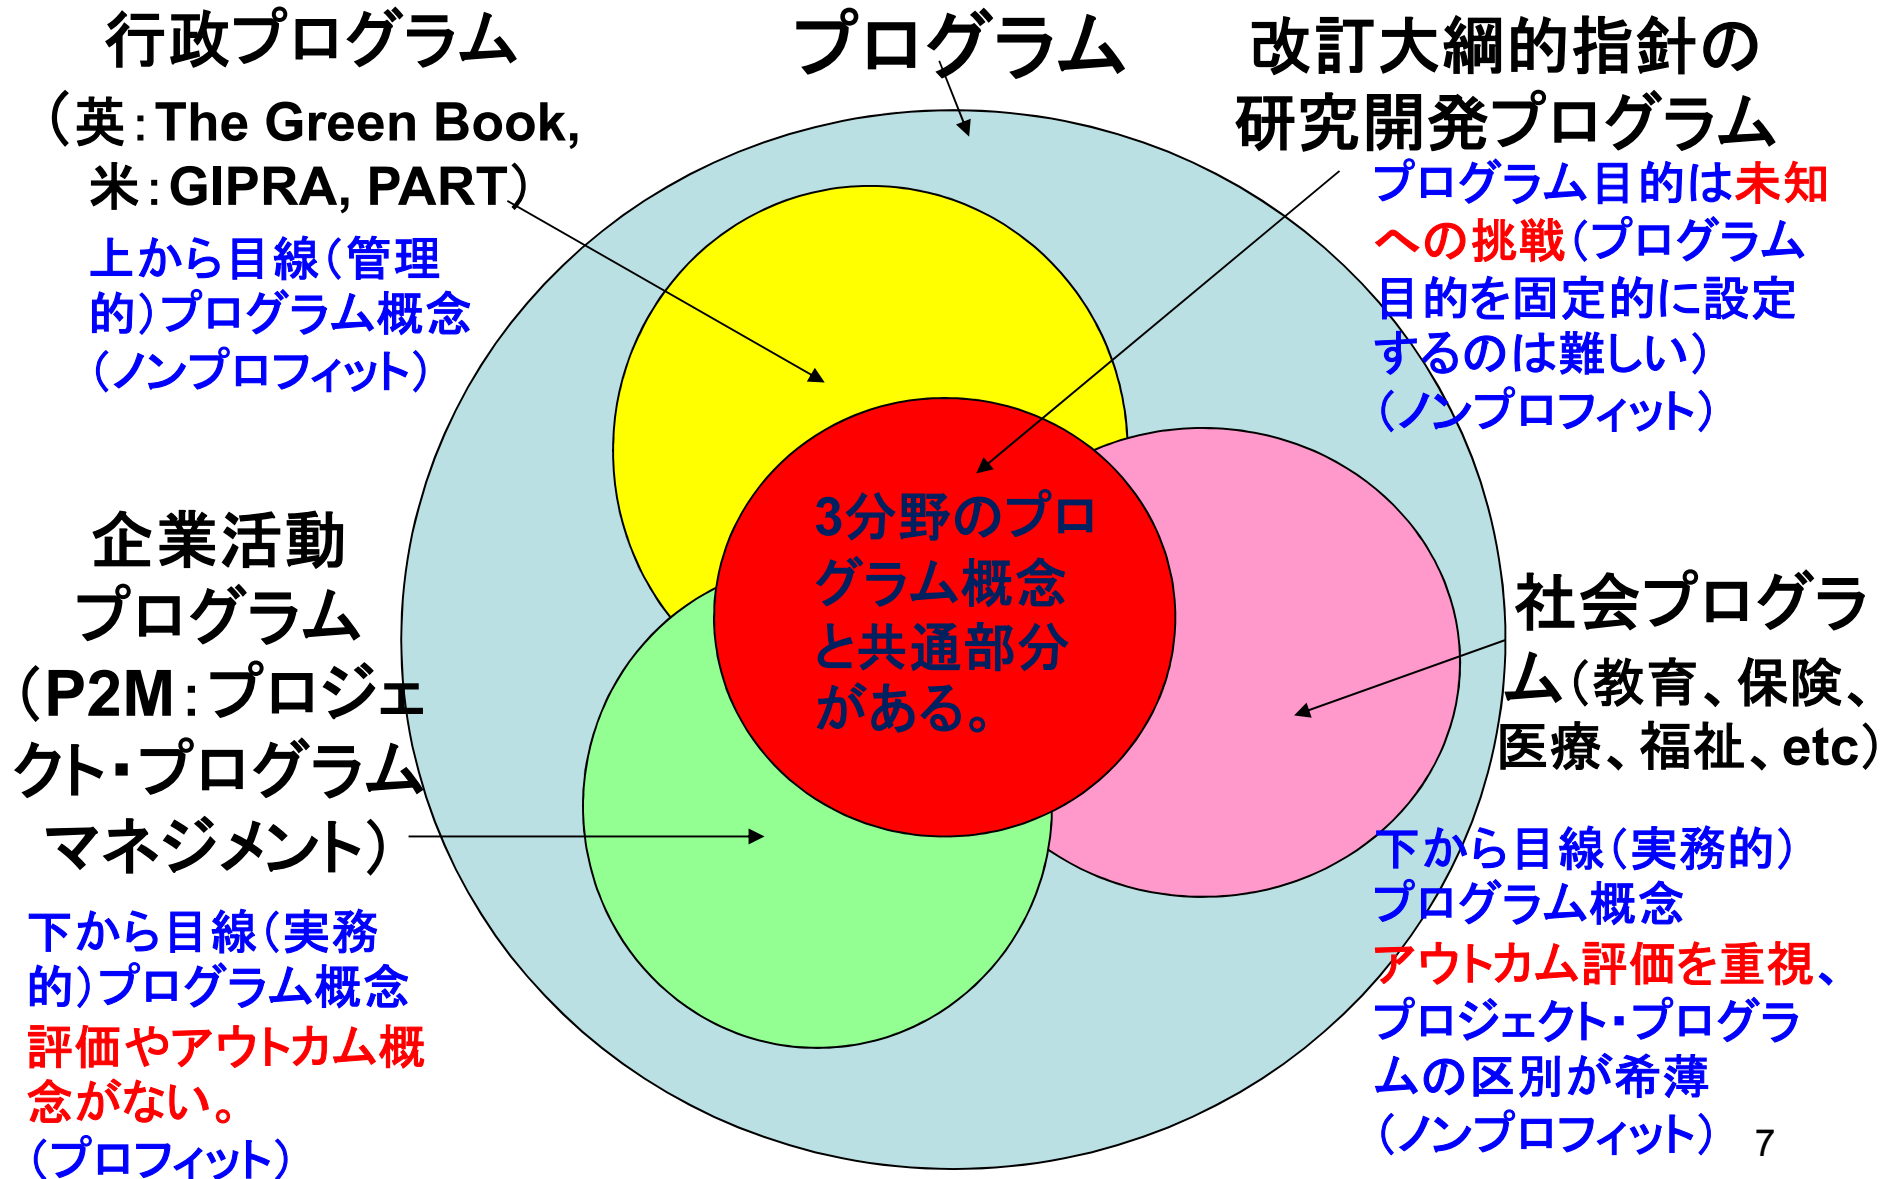 行政プログラム
（英：The Green Book,
米：GIPRA, PART）
上から目線（管理
的）プログラム概念
（ノンプロフィット）
プログラム
改訂大綱的指針の
研究開発プログラム
プログラム目的は未知
への挑戦（プログラム
目的を固定的に設定
するのは難しい）
（ノンプロフィット）
3分野のプロ
グラム概念
と共通部分
がある。
企業活動
プログラム
（P2M：プロジェ
クト・プログラム
マネジメント）
下から目線（実務
的）プログラム概念
評価やアウトカム概
念がない。
（プロフィット）
社会プログラ
ム（教育、保険、
医療、福祉、etc）
下から目線（実務的）
プログラム概念
アウトカム評価を重視、
プロジェクト・プログラ
ムの区別が希薄
（ノンプロフィット）
7